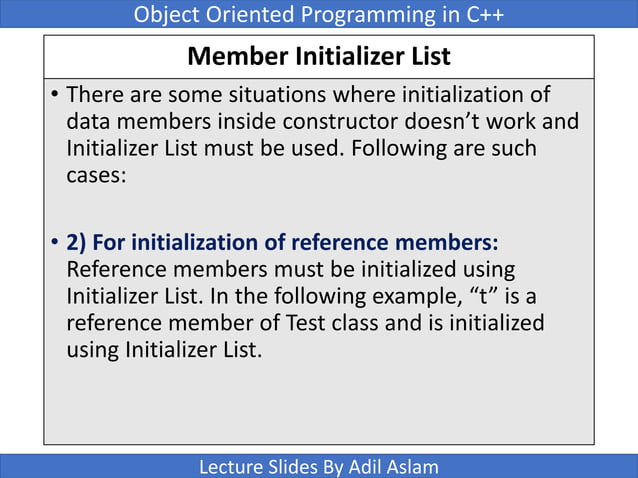 Object Oriented Programming in C++
Member Initializer List
• There are some situations where initialization of
data members inside constructor doesn’t work and
Initializer List must be used. Following are such
cases:
• 2) For initialization of reference members:
Reference members must be initialized using
Initializer List. In the following example, “t” is a
reference member of Test class and is initialized
using Initializer List.
Lecture Slides By Adil Aslam